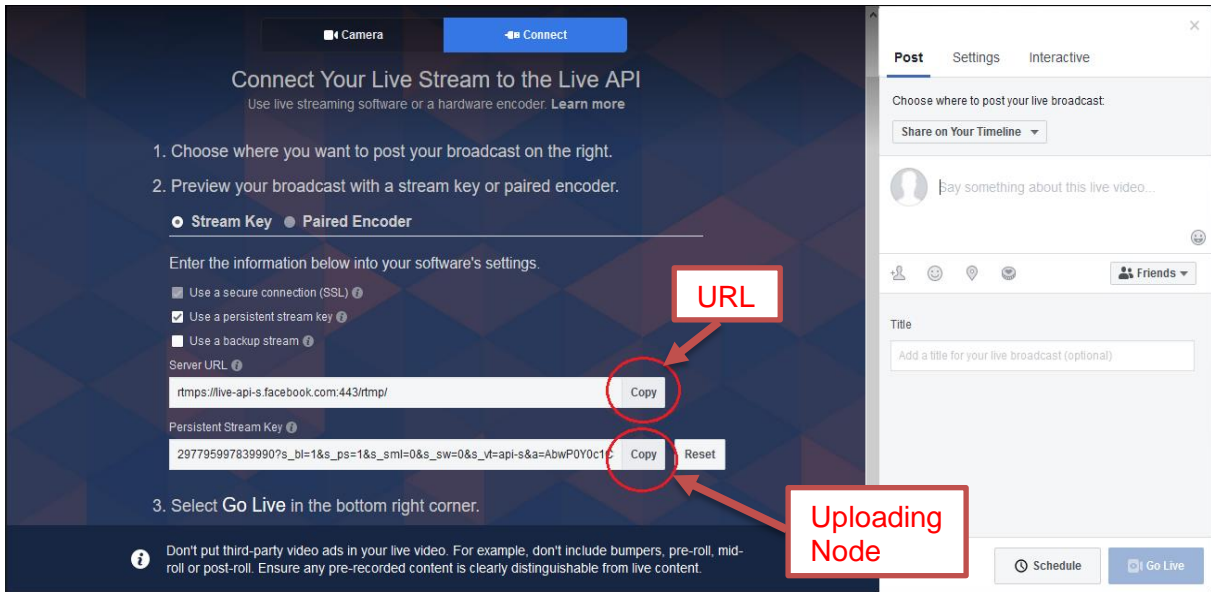 Camera
Connect
Connect Your Live Stream to the Live API
Use live streaming software or a hardware encoder. Learn more
1. Choose where you want to post your broadcast on the right.
2. Preview your broadcast with a stream key or paired encoder.
Stream Key Paired Encoder
Enter the information below into your software's settings.
Use a secure connection (SSL)
Use a persistent stream key
Use a backup stream
Server URL
rtmps://live-api-s.facebook.com:443/rtmp/ Copy
Persistent Stream Key
297795997839990?s_bl=1&s_ps=1&s_sml=0&s_sw=0&s_vt=api-s&a=AbwP0Y0c1C Copy Reset
3. Select Go Live in the bottom right corner.
Don't put third-party video ads in your live video. For example, don't include bumpers, pre-roll, mid-
roll or post-roll. Ensure any pre-recorded content is clearly distinguishable from live content.
URL
Uploading
Node
Post Settings Interactive
Choose where to post your live broadcast:
Share on Your Timeline
Say something about this live video...
Friends
Title
Add a title for your live broadcast (optional)
Schedule Go Live